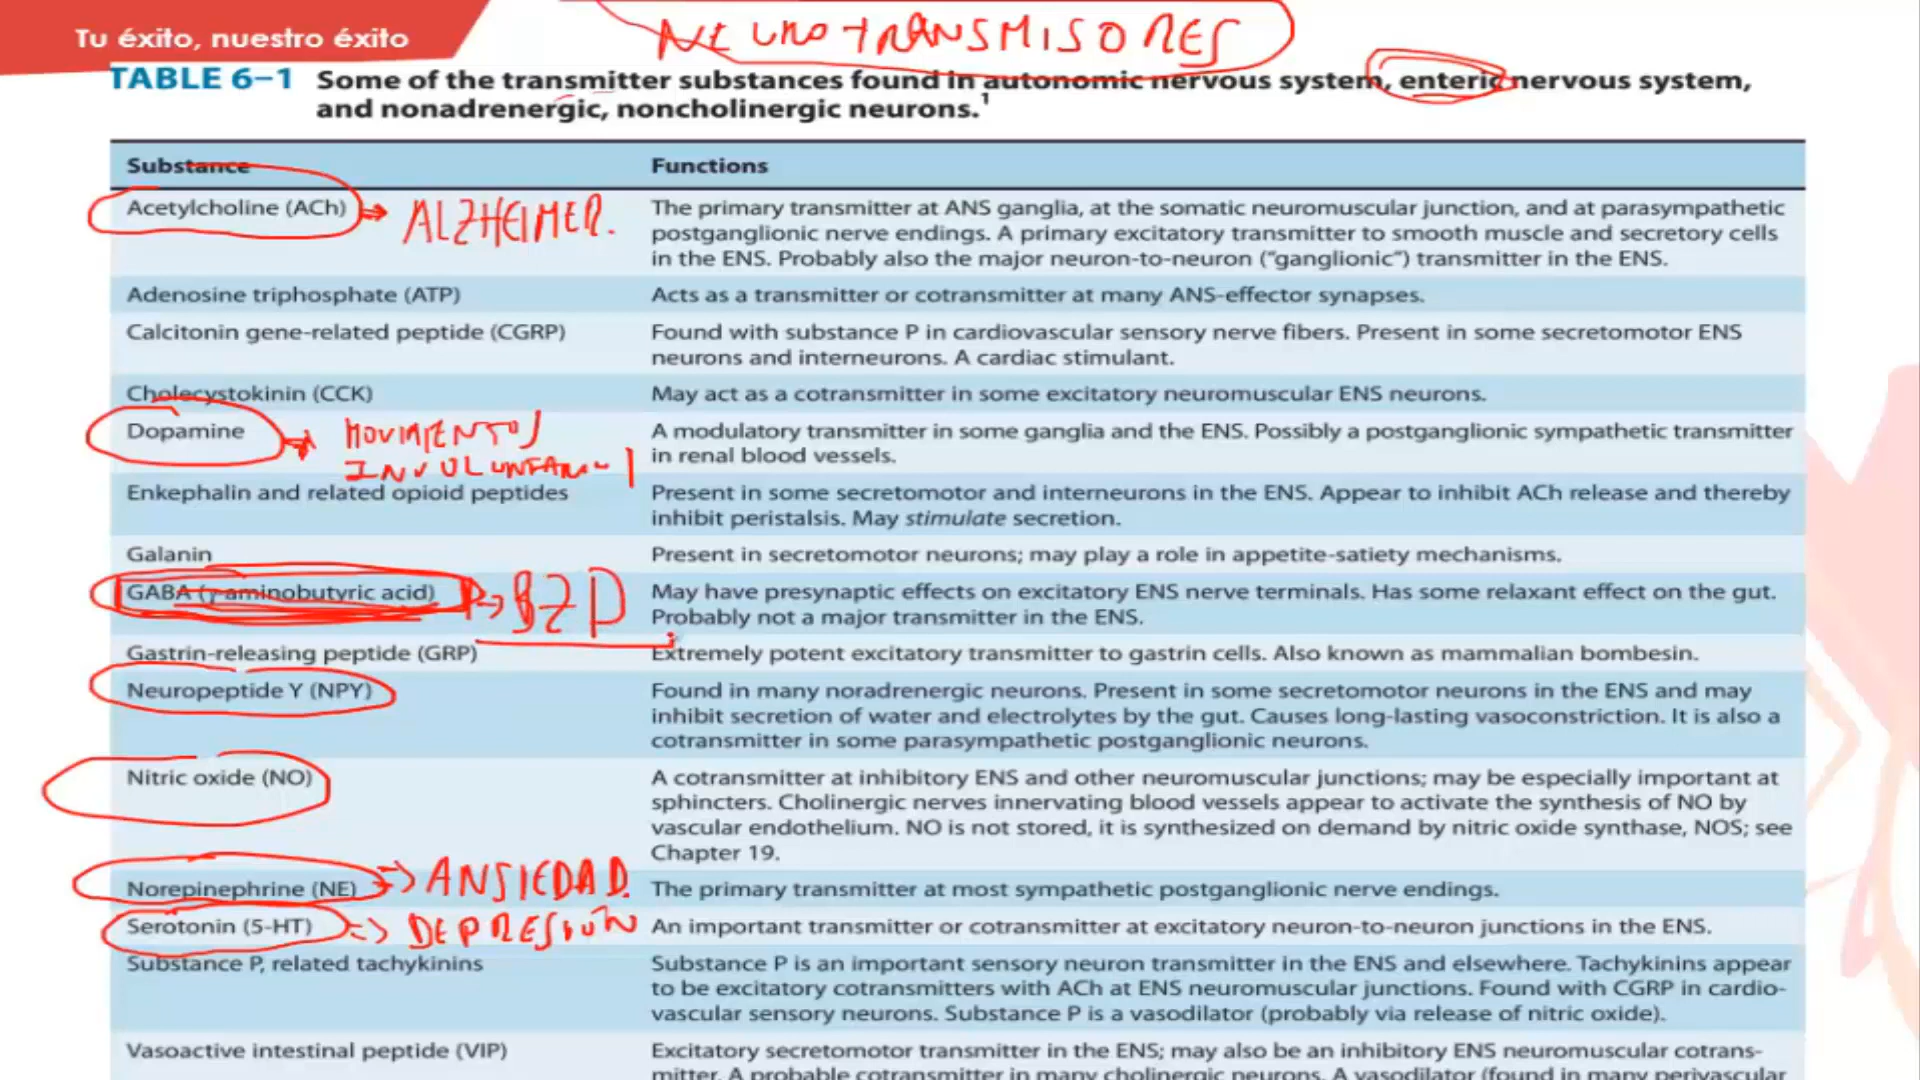 Tu éxito, nuestro éxito
NEUROTRANSMISORES
TABLE 6–1 Some of the transmitter substances found in autonomic nervous system, enteric nervous system,
and nonadrenergic, noncholinergic neurons.1
Substance Functions
Acetylcholine (ACh) → ALZHEIMER. The primary transmitter at ANS ganglia, at the somatic neuromuscular junction, and at parasympathetic
postganglionic nerve endings. A primary excitatory transmitter to smooth muscle and secretory cells
in the ENS. Probably also the major neuron-to-neuron (“ganglionic”) transmitter in the ENS.
Adenosine triphosphate (ATP) Acts as a transmitter or cotransmitter at many ANS-effector synapses.
Calcitonin gene-related peptide (CGRP) Found with substance P in cardiovascular sensory nerve fibers. Present in some secretomotor ENS
neurons and interneurons. A cardiac stimulant.
Cholecystokinin (CCK) May act as a cotransmitter in some excitatory neuromuscular ENS neurons.
Dopamine → MOVIMIENTOS A modulatory transmitter in some ganglia and the ENS. Possibly a postganglionic sympathetic transmitter
INVOLUNTARIOS in renal blood vessels.
Enkephalin and related opioid peptides Present in some secretomotor and interneurons in the ENS. Appear to inhibit ACh release and thereby
inhibit peristalsis. May stimulate secretion.
Galanin Present in secretomotor neurons; may play a role in appetite-satiety mechanisms.
GABA (γ-aminobutyric acid) → BZD May have presynaptic effects on excitatory ENS nerve terminals. Has some relaxant effect on the gut.
Probably not a major transmitter in the ENS.
Gastrin-releasing peptide (GRP) Extremely potent excitatory transmitter to gastrin cells. Also known as mammalian bombesin.
Neuropeptide Y (NPY) Found in many noradrenergic neurons. Present in some secretomotor neurons in the ENS and may
inhibit secretion of water and electrolytes by the gut. Causes long-lasting vasoconstriction. It is also a
cotransmitter in some parasympathetic postganglionic neurons.
Nitric oxide (NO) A cotransmitter at inhibitory ENS and other neuromuscular junctions; may be especially important at
sphincters. Cholinergic nerves innervating blood vessels appear to activate the synthesis of NO by
vascular endothelium. NO is not stored, it is synthesized on demand by nitric oxide synthase, NOS; see
Chapter 19.
Norepinephrine (NE) => ANSIEDAD. The primary transmitter at most sympathetic postganglionic nerve endings.
Serotonin (5-HT) => DEPRESIÓN An important transmitter or cotransmitter at excitatory neuron-to-neuron junctions in the ENS.
Substance P, related tachykinins Substance P is an important sensory neuron transmitter in the ENS and elsewhere. Tachykinins appear
to be excitatory cotransmitters with ACh at ENS neuromuscular junctions. Found with CGRP in cardio-
vascular sensory neurons. Substance P is a vasodilator (probably via release of nitric oxide).
Vasoactive intestinal peptide (VIP) Excitatory secretomotor transmitter in the ENS; may also be an inhibitory ENS neuromuscular cotrans-
mitter. A probable cotransmitter in many cholinergic neurons. A vasodilator (found in many perivascular